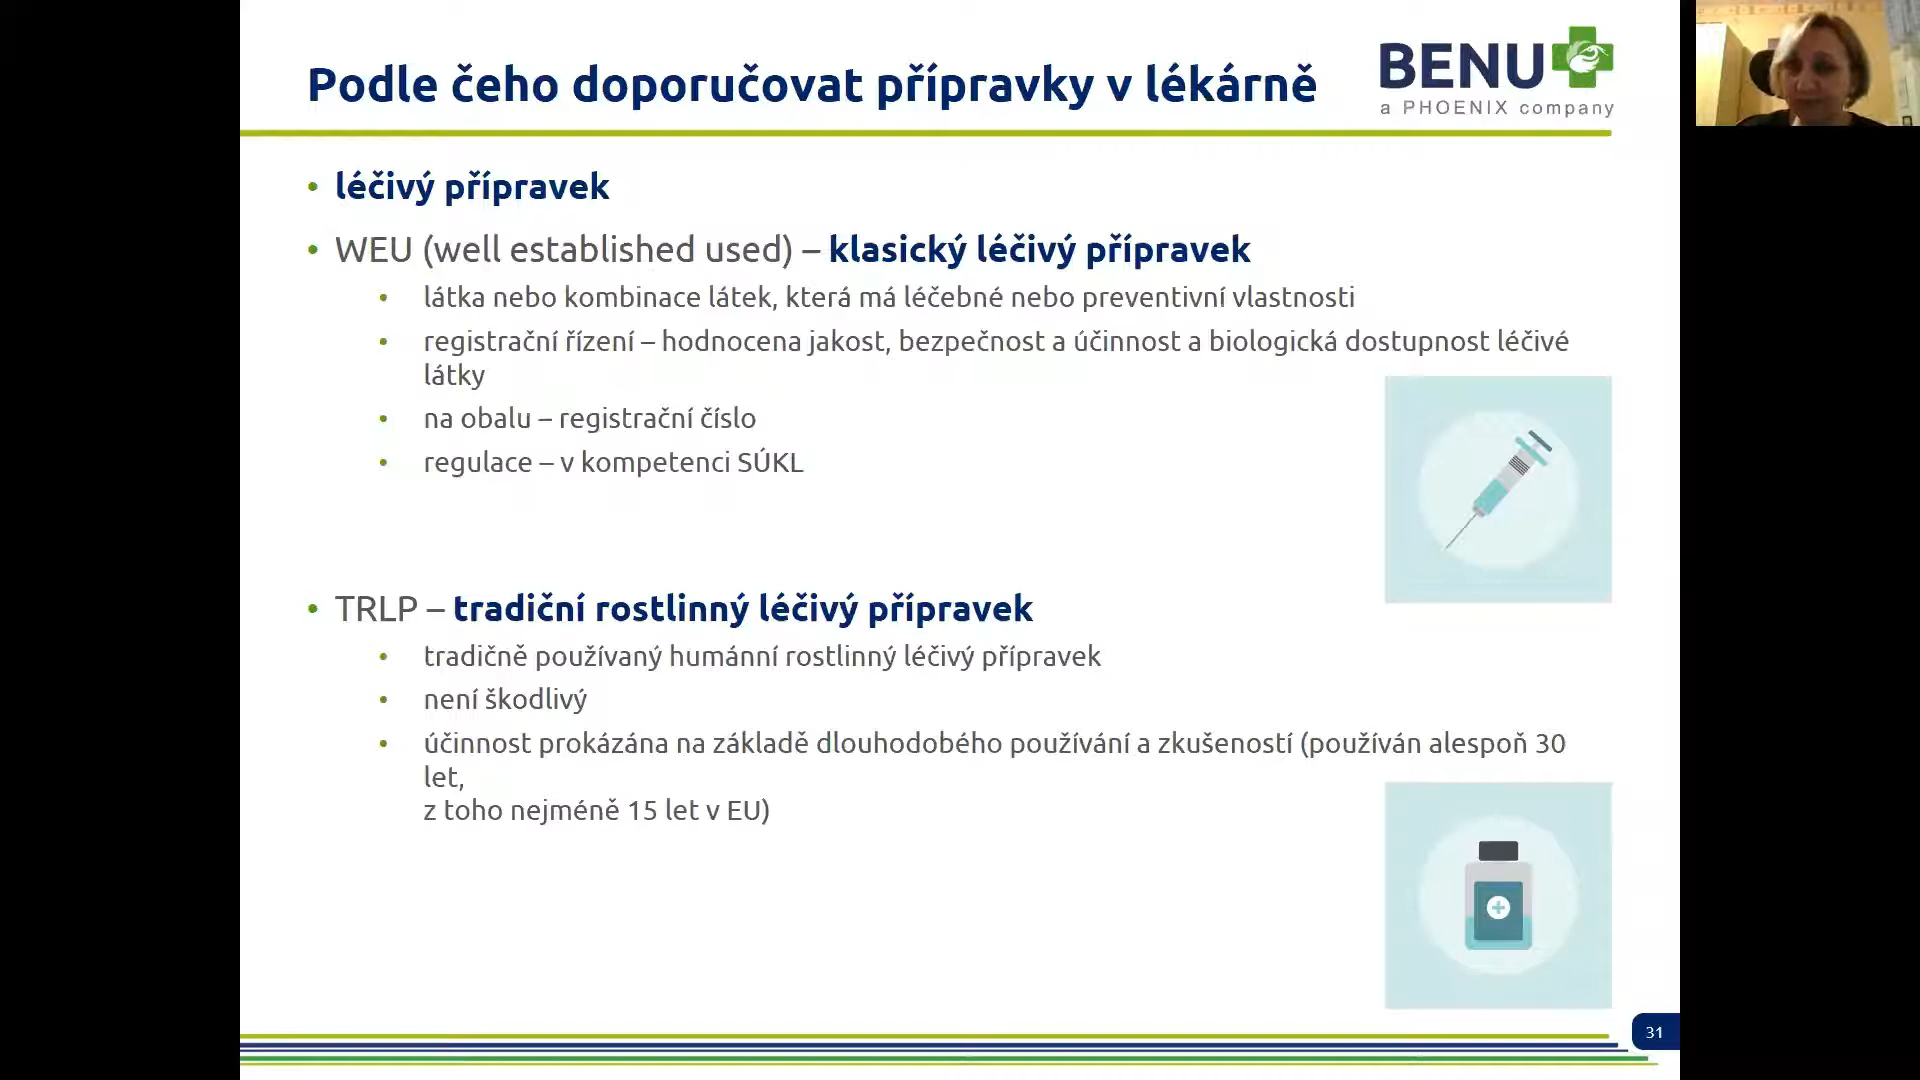 Podle čeho doporučovat přípravky v lékárně
BENU
a PHOENIX company
• léčivý přípravek
• WEU (well established used) – klasický léčivý přípravek
• látka nebo kombinace látek, která má léčebné nebo preventivní vlastnosti
• registrační řízení – hodnocena jakost, bezpečnost a účinnost a biologická dostupnost léčivé
látky
• na obalu – registrační číslo
• regulace – v kompetenci SÚKL
• TRLP – tradiční rostlinný léčivý přípravek
• tradičně používaný humánní rostlinný léčivý přípravek
• není škodlivý
• účinnost prokázána na základě dlouhodobého používání a zkušeností (používán alespoň 30
let,
z toho nejméně 15 let v EU)
31